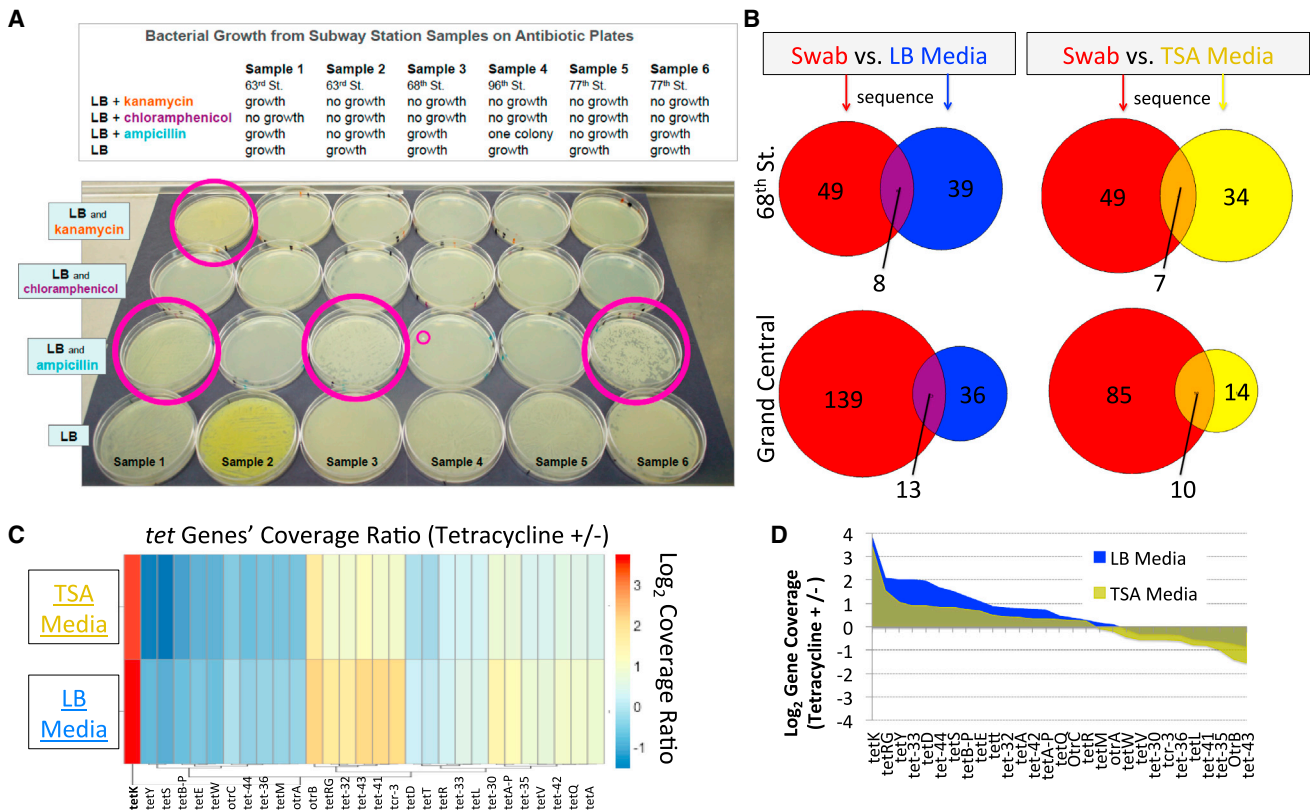 A
Bacterial Growth from Subway Station Samples on Antibiotic Plates
Sample 1 Sample 2 Sample 3 Sample 4 Sample 5 Sample 6
63rd St. 63rd St. 68th St. 96th St. 77th St. 77th St.
LB + kanamycin growth no growth no growth no growth no growth no growth
LB + chloramphenicol no growth no growth no growth no growth no growth no growth
LB + ampicillin growth no growth growth one colony no growth growth
LB growth growth growth growth growth growth
LB and
kanamycin
LB and
chloramphenicol
LB and
ampicillin
LB
Sample 1 Sample 2 Sample 3 Sample 4 Sample 5 Sample 6
B
Swab vs. LB Media
Swab vs. TSA Media
sequence
sequence
68th St.
49 39
8
49 34
7
Grand Central
139 36
13
85 14
10
C
tet Genes' Coverage Ratio (Tetracycline +/-)
TSA
Media
LB
Media
3
2
1
0
-1
Log2 Coverage Ratio
tetK
tetY
tetS
tetB-P
tetE
tetW
otrC
tet-44
tet-36
tetM
otrA
otrB
tetRG
tet-32
tet-43
tet-41
tcr-3
tetD
tetT
tetR
tet-33
tetL
tet-30
tetA-P
tet-35
tetV
tet-42
tetQ
tetA
D
Log2 Gene Coverage
(Tetracycline +/-)
4
3
2
1
0
-1
-2
-3
-4
LB Media
TSA Media
tetK
tetRG
tetY
tet-33
tetD
tet-44
tetS
tetB-P
tetE
tett
tet-32
tetA
tet-42
tetA-P
tetQ
OtrC
tetR
tetM
otrA
tetW
tetV
tet-30
tcr-3
tet-36
tetL
tet-41
tet-35
OtrB
tet-43